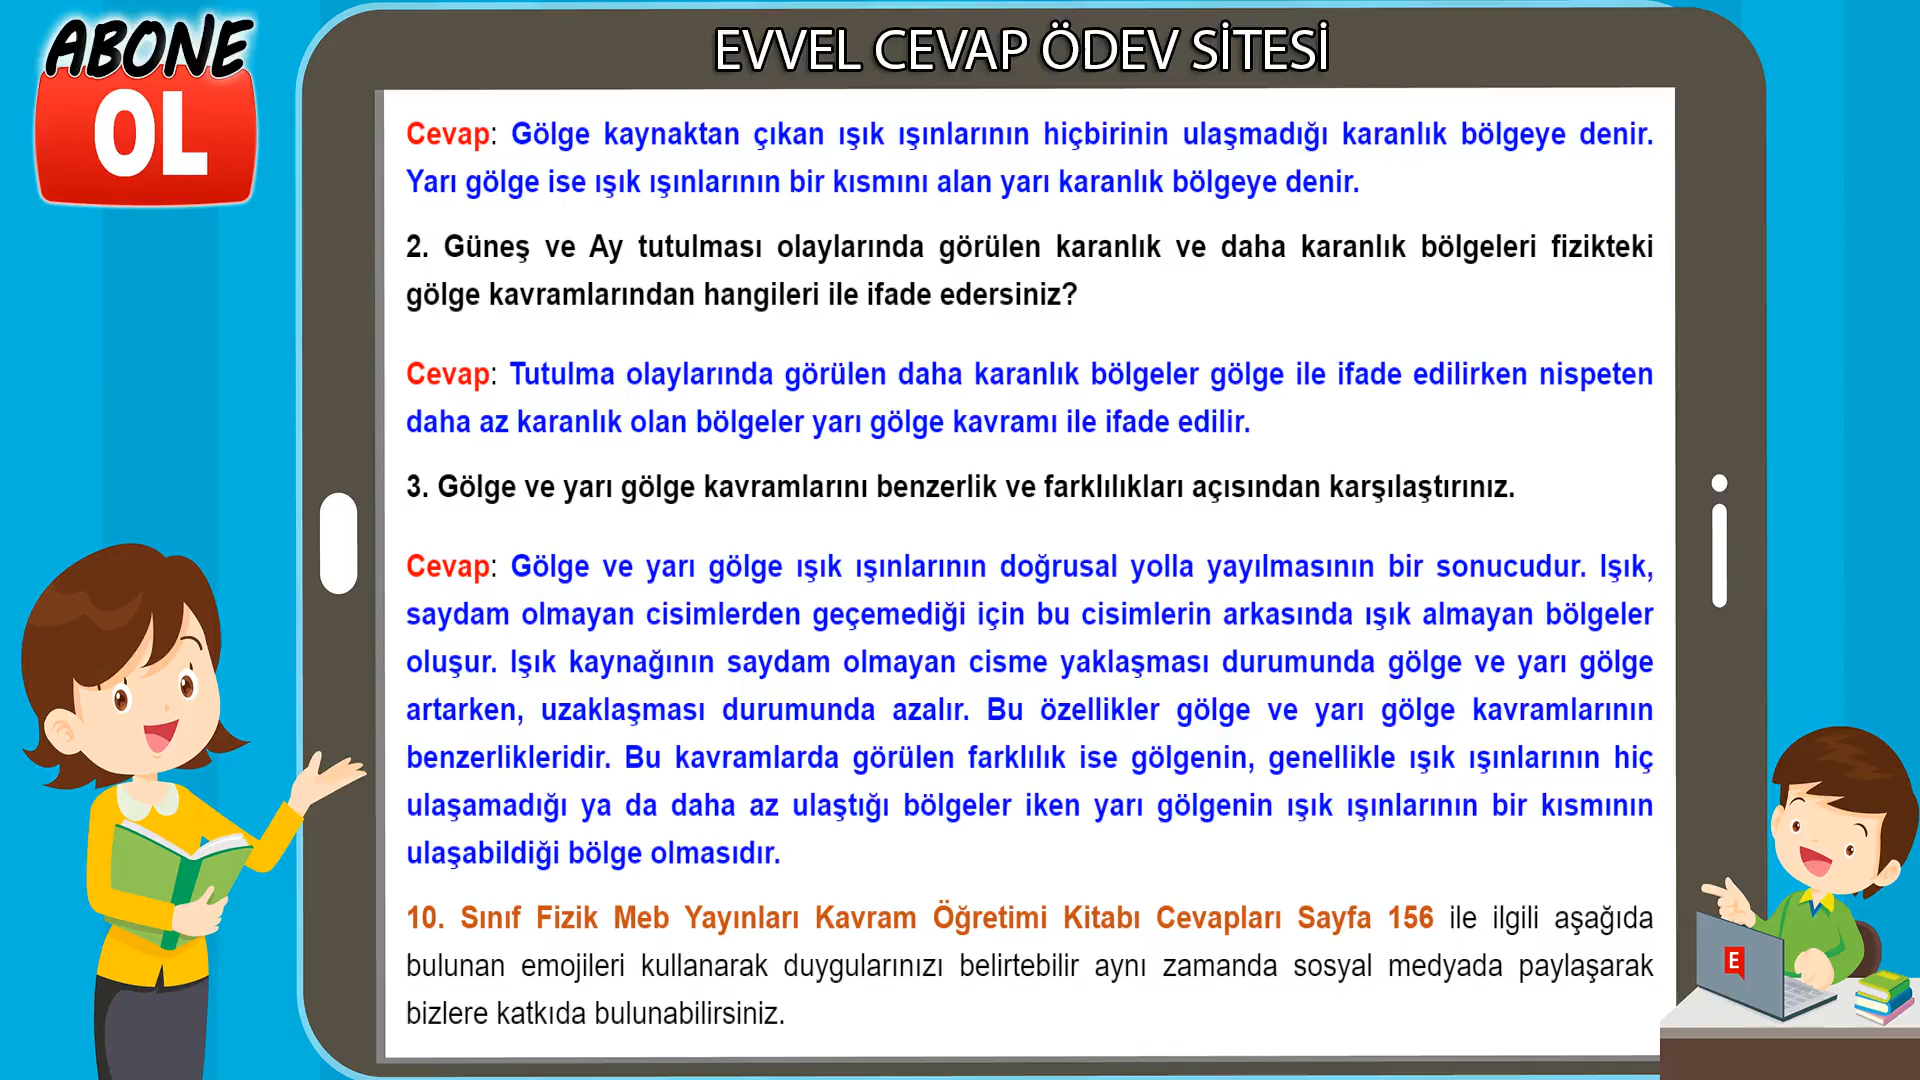 ABONE
OL
EVVEL CEVAP ÖDEV SİTESİ
Cevap: Gölge kaynaktan çıkan ışık ışınlarının hiçbirinin ulaşmadığı karanlık bölgeye denir.
Yarı gölge ise ışık ışınlarının bir kısmını alan yarı karanlık bölgeye denir.
2. Güneş ve Ay tutulması olaylarında görülen karanlık ve daha karanlık bölgeleri fizikteki
gölge kavramlarından hangileri ile ifade edersiniz?
Cevap: Tutulma olaylarında görülen daha karanlık bölgeler gölge ile ifade edilirken nispeten
daha az karanlık olan bölgeler yarı gölge kavramı ile ifade edilir.
3. Gölge ve yarı gölge kavramlarını benzerlik ve farklılıkları açısından karşılaştırınız.
Cevap: Gölge ve yarı gölge ışık ışınlarının doğrusal yolla yayılmasının bir sonucudur. Işık,
saydam olmayan cisimlerden geçemediği için bu cisimlerin arkasında ışık almayan bölgeler
oluşur. Işık kaynağının saydam olmayan cisme yaklaşması durumunda gölge ve yarı gölge
artarken, uzaklaşması durumunda azalır. Bu özellikler gölge ve yarı gölge kavramlarının
benzerlikleridir. Bu kavramlarda görülen farklılık ise gölgenin, genellikle ışık ışınlarının hiç
ulaşamadığı ya da daha az ulaştığı bölgeler iken yarı gölgenin ışık ışınlarının bir kısmının
ulaşabildiği bölge olmasıdır.
10. Sınıf Fizik Meb Yayınları Kavram Öğretimi Kitabı Cevapları Sayfa 156 ile ilgili aşağıda
bulunan emojileri kullanarak duygularınızı belirtebilir aynı zamanda sosyal medyada paylaşarak
bizlere katkıda bulunabilirsiniz.
E